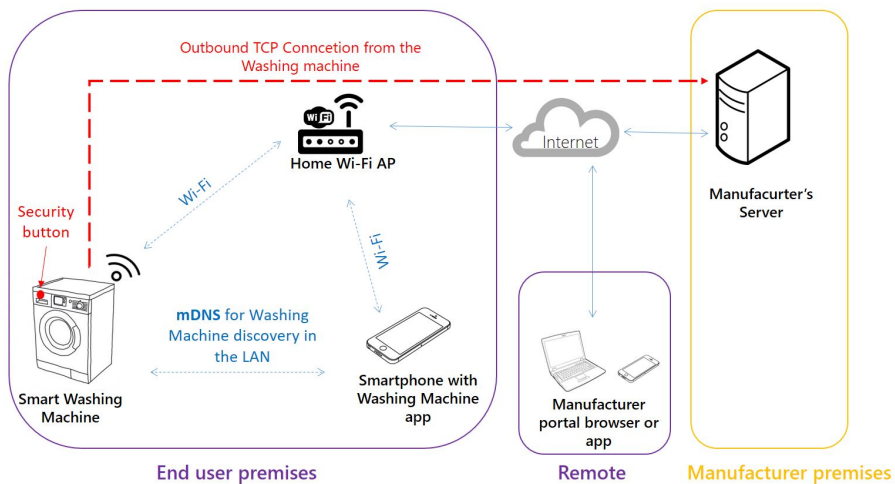 Outbound TCP Conncetion from the
Washing machine
Wi Fi
Home Wi-Fi AP
Internet
Manufacurter's
Server
Wi-Fi
Wi-Fi
Security
button
mDNS for Washing
Machine discovery in
the LAN
Smart Washing
Machine
Smartphone with
Washing Machine
app
Manufacturer
portal browser or
app
End user premises
Remote
Manufacturer premises